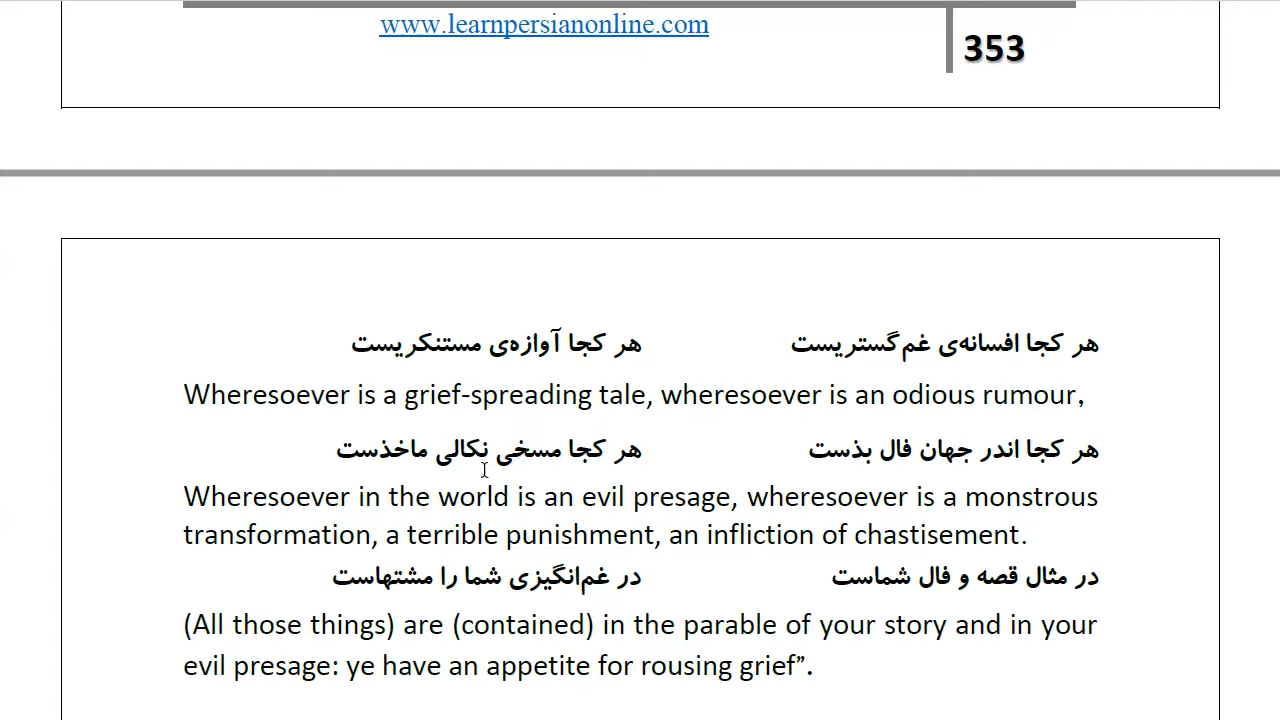 www.learnpersianonline.com
353
هر کجا افسانه‌ی غم‌گستریست هر کجا آوازه‌ی مستنکریست
Wheresoever is a grief-spreading tale, wheresoever is an odious rumour,
هر کجا اندر جهان فال بذست هر کجا مسخی نکالی ماخذست
Wheresoever in the world is an evil presage, wheresoever is a monstrous
transformation, a terrible punishment, an infliction of chastisement.
در مثال قصه و فال شماست در غم‌انگیزی شما را مشتهاست
(All those things) are (contained) in the parable of your story and in your
evil presage: ye have an appetite for rousing grief”.